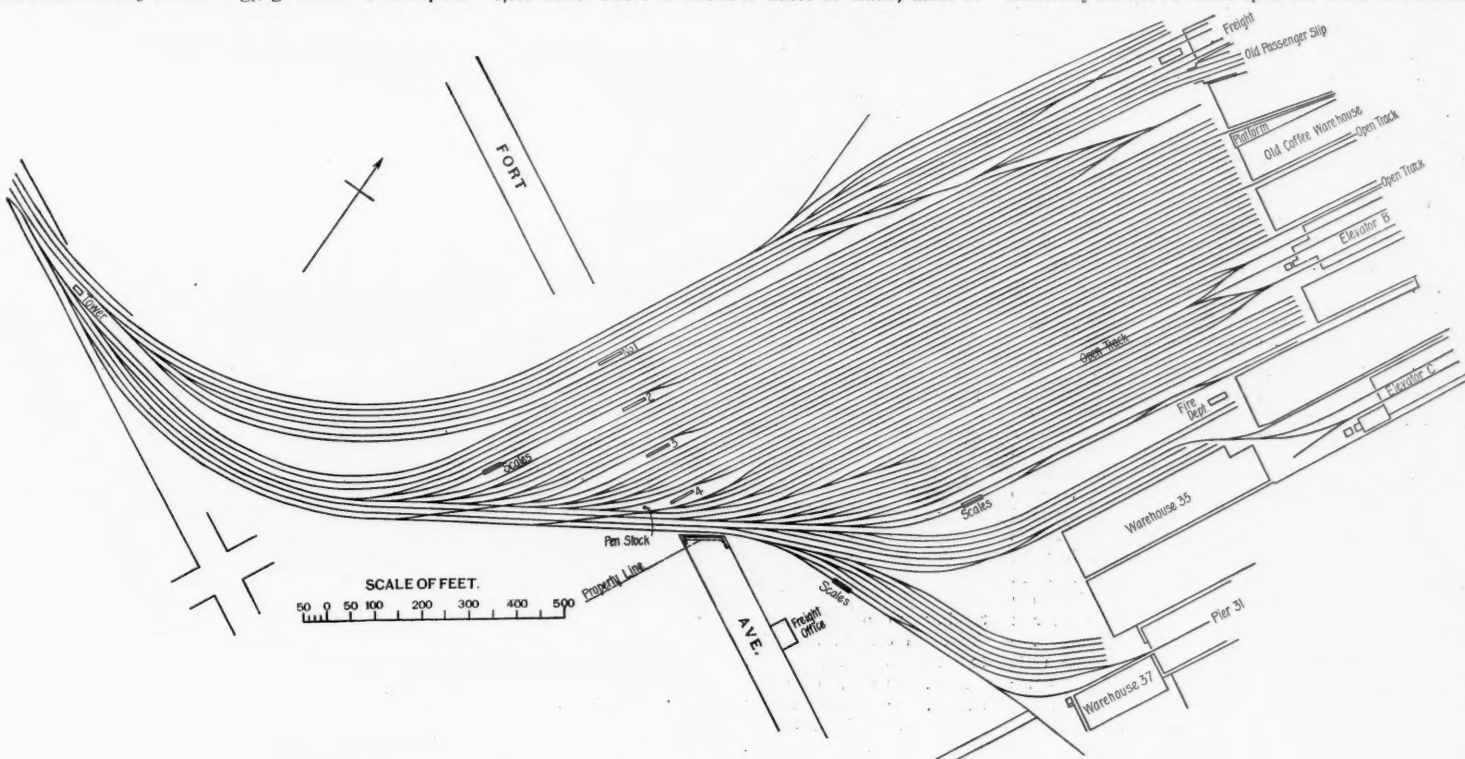 Freight
Old Passenger Slip
Platform
Old Coffee Warehouse
Open Track
Open Track
Elevator B
FORT
Tower
2
3
4
Scales
Open Track
Fire
Dept
Elevator C
Scales
Pen Stock
Property Line
Warehouse 35
Scales
SCALE OF FEET.
50 0 50 100 200 300 400 500
AVE.
Freight
Office
Pier 31
Warehouse 37